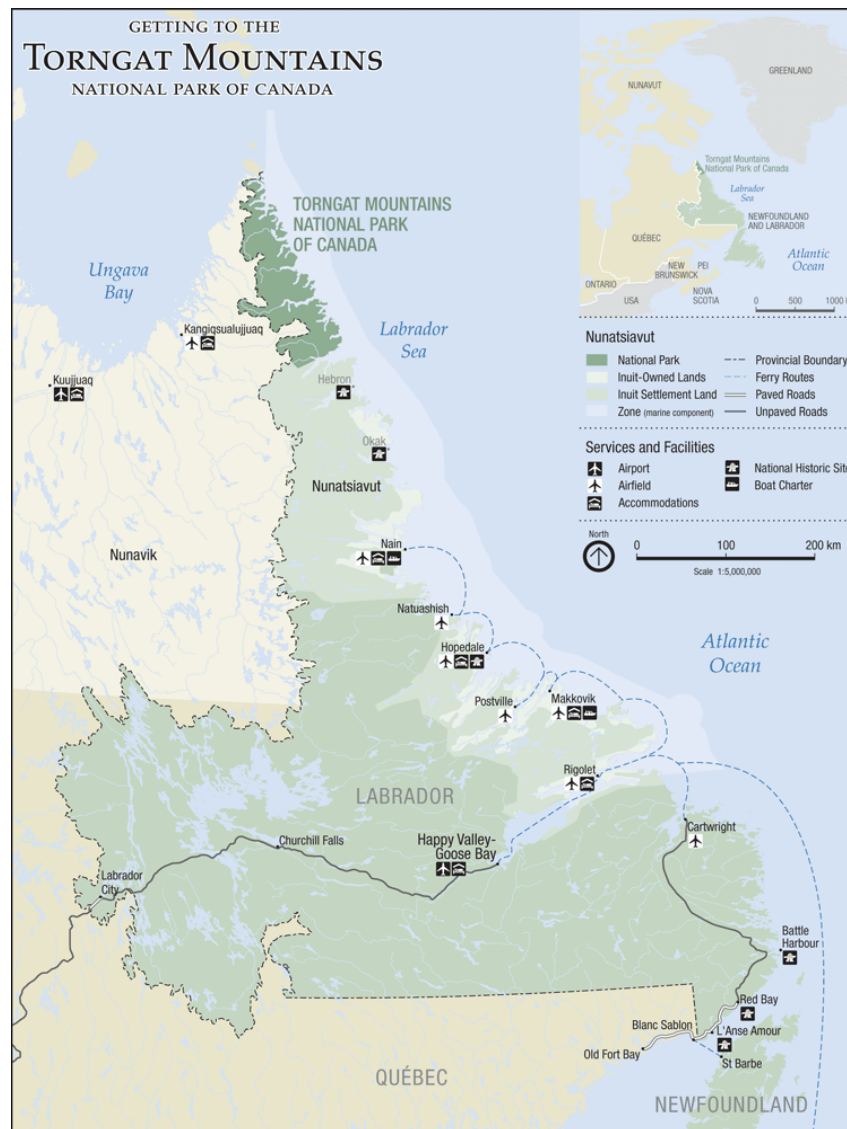 GETTING TO THE
TORNGAT MOUNTAINS
NATIONAL PARK OF CANADA
GREENLAND
NUNAVUT
Torngat Mountains
National Park of Canada
Labrador
Sea
NEWFOUNDLAND
AND LABRADOR
QUÉBEC
Atlantic
Ocean
NEW
BRUNSWICK
PEI
ONTARIO
NOVA
SCOTIA
USA
0 500 1000
TORNGAT MOUNTAINS
NATIONAL PARK
OF CANADA
Ungava
Bay
Labrador
Sea
Kangiqsualujjuaq
Kuujjuaq
Hebron
Okak
Nunatsiavut
Nunavik
Nain
Natuashish
Hopedale
Postville
Makkovik
Rigolet
Atlantic
Ocean
LABRADOR
Cartwright
Churchill Falls
Happy Valley-
Goose Bay
Labrador
City
Battle
Harbour
Red Bay
Blanc Sablon
L'Anse Amour
Old Fort Bay
St Barbe
QUÉBEC
NEWFOUNDLAND
Nunatsiavut
National Park
Inuit-Owned Lands
Inuit Settlement Land
Zone (marine component)
Provincial Boundary
Ferry Routes
Paved Roads
Unpaved Roads
Services and Facilities
Airport
Airfield
Accommodations
National Historic Site
Boat Charter
North
0 100 200 km
Scale 1:5,000,000